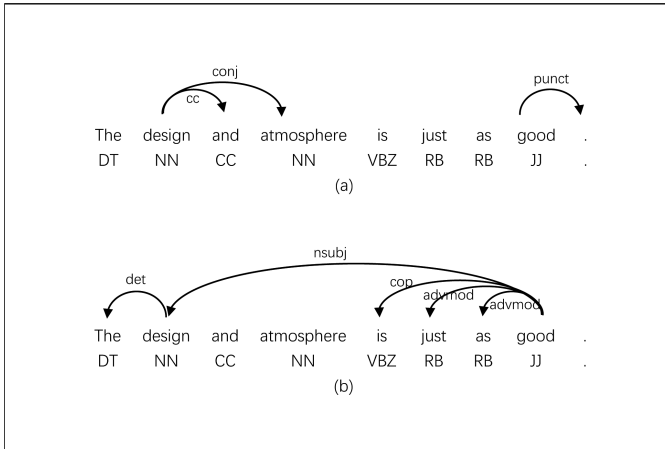 conj
cc
punct
The design and atmosphere is just as good .
DT NN CC NN VBZ RB RB JJ .
(a)
nsubj
det
cop
advmod
advmod
The design and atmosphere is just as good .
DT NN CC NN VBZ RB RB JJ .
(b)